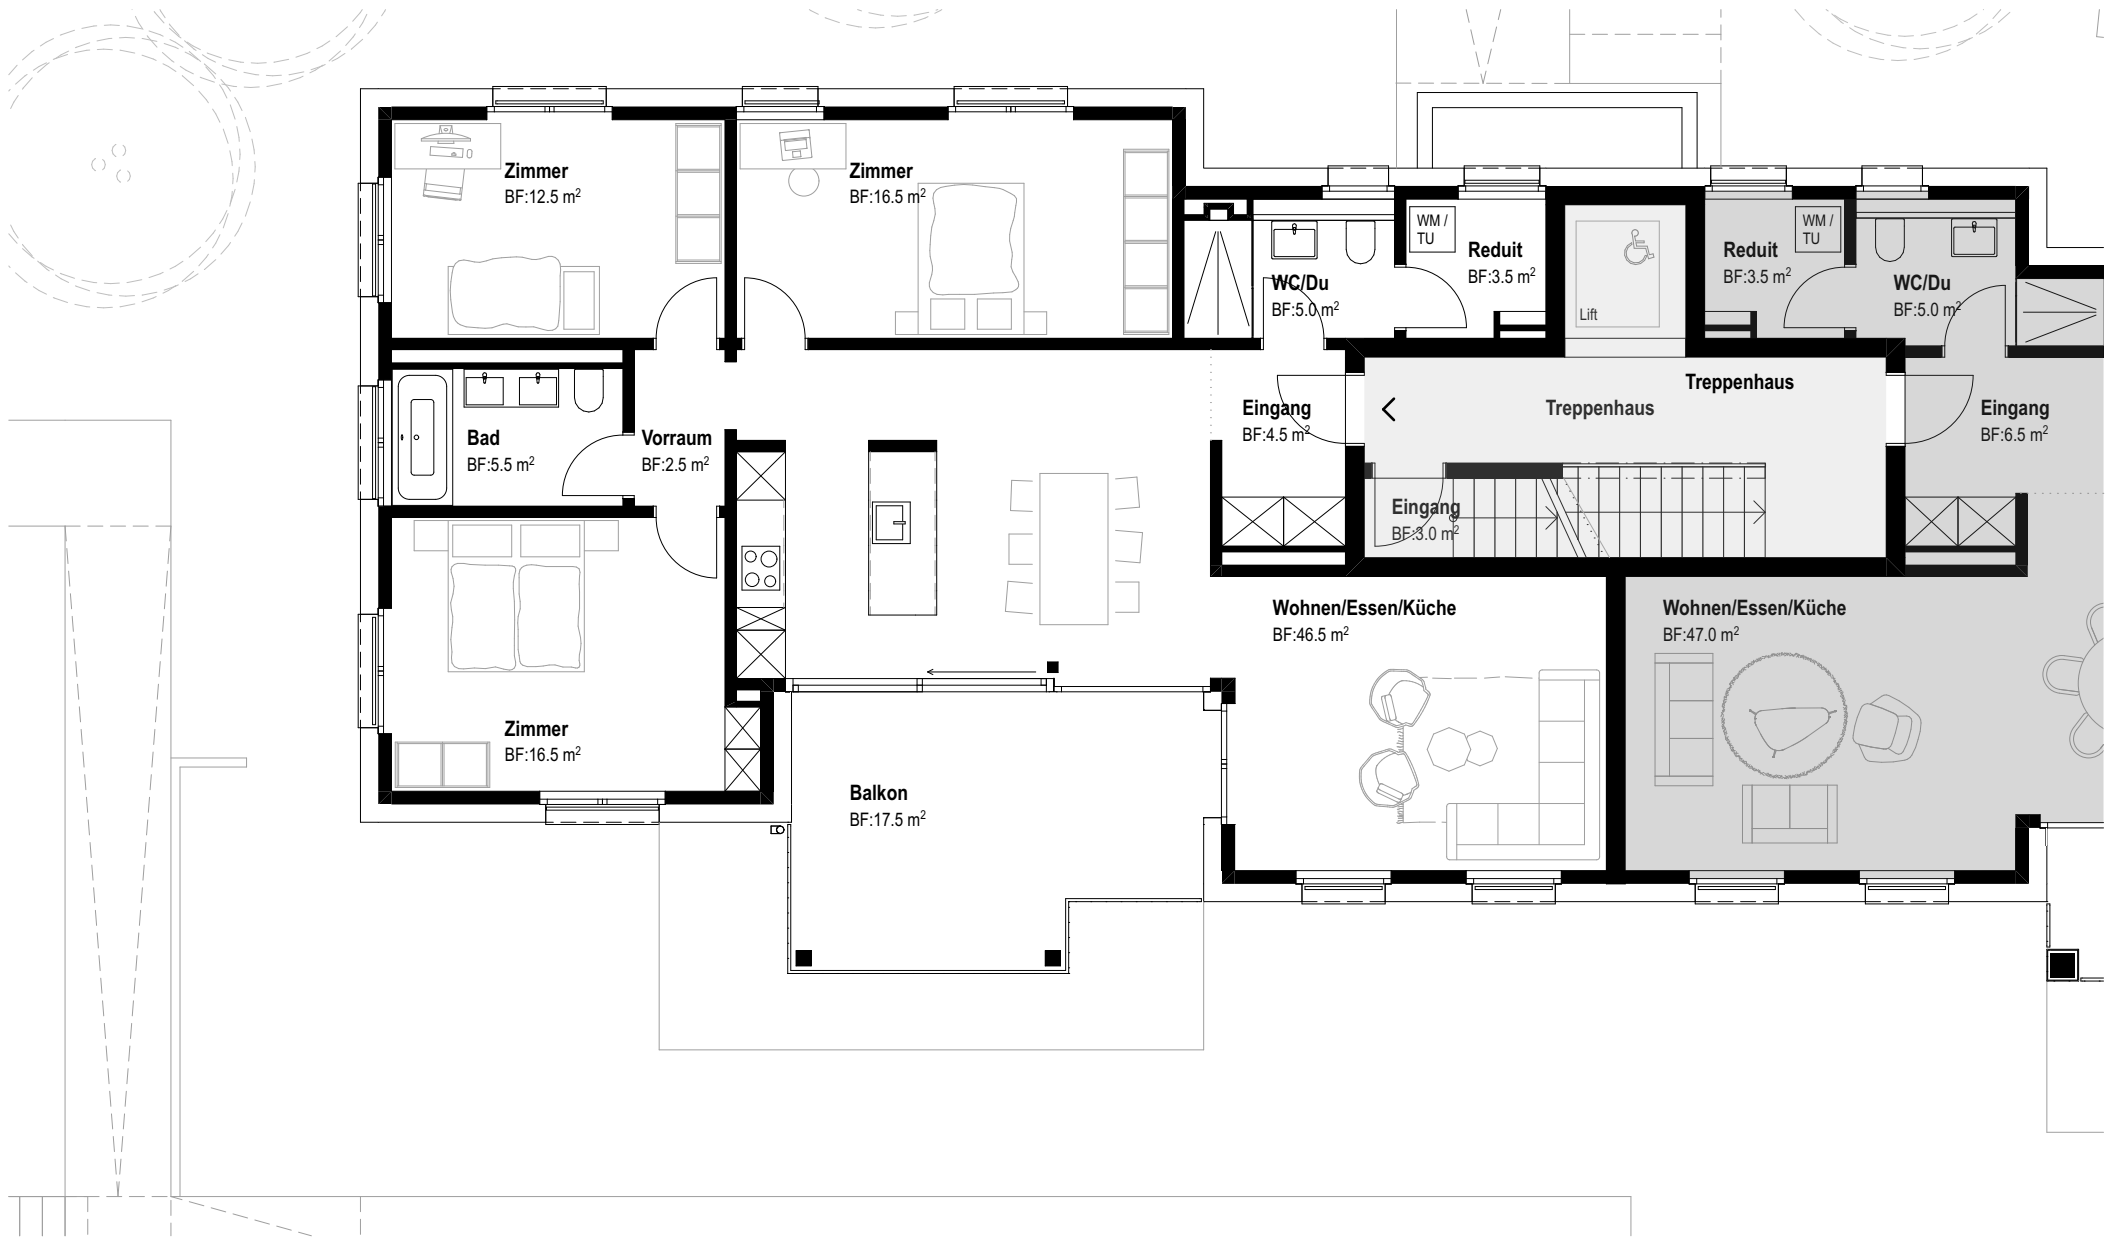 Zimmer
BF:12.5 m²
Zimmer
BF:16.5 m²
WM /
TU
Reduit
BF:3.5 m²
WC/Du
BF:5.0 m²
Lift
Reduit
BF:3.5 m²
WM /
TU
WC/Du
BF:5.0 m²
Bad
BF:5.5 m²
Vorraum
BF:2.5 m²
Eingang
BF:4.5 m²
Treppenhaus
Treppenhaus
Eingang
BF:6.5 m²
Eingang
BF:3.0 m²
Wohnen/Essen/Küche
BF:46.5 m²
Wohnen/Essen/Küche
BF:47.0 m²
Zimmer
BF:16.5 m²
Balkon
BF:17.5 m²